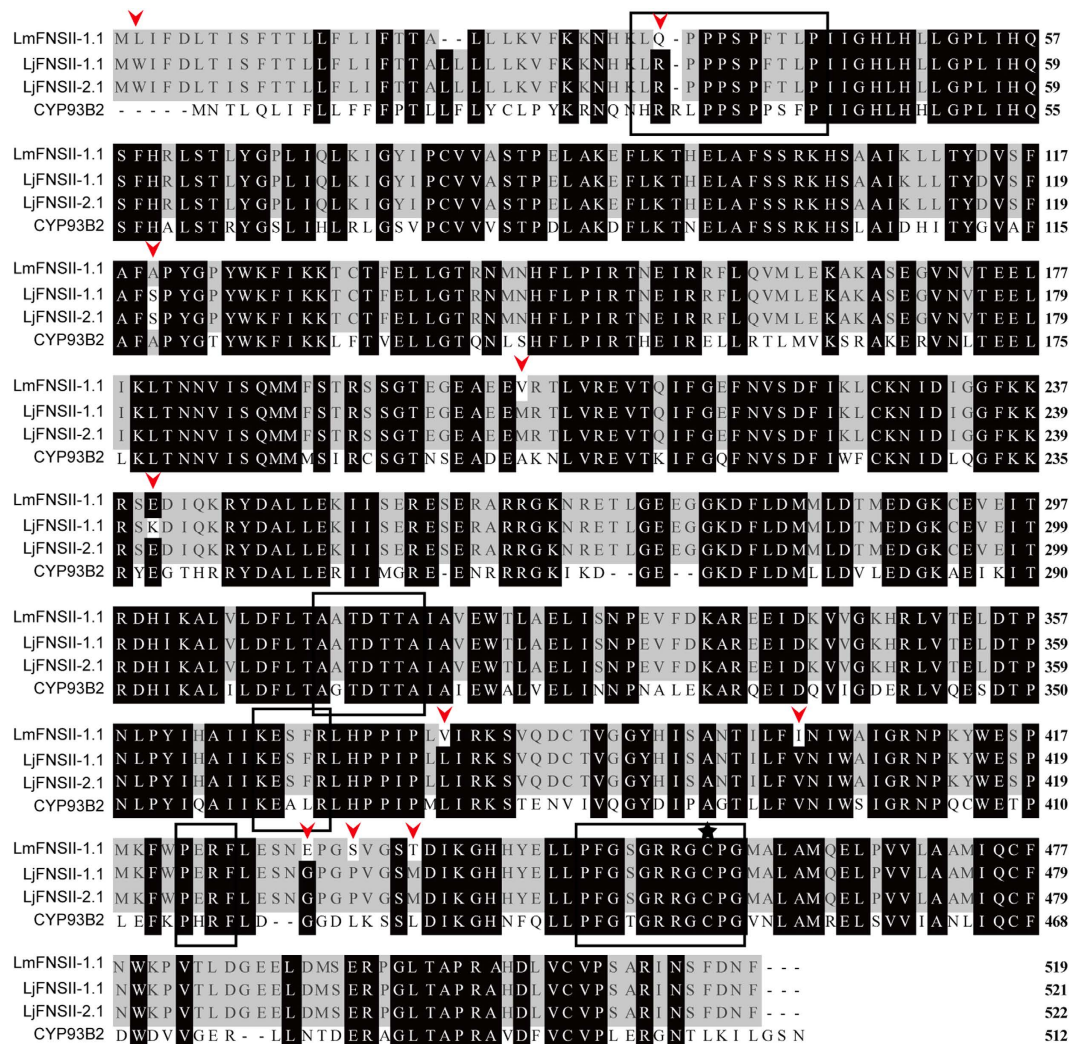 LmFNSII-1.1 MLIFDLTISFTTLLFLIFTTA--LLLKVFKKNHKLQ-PPPSPFTLPIIGHLHLLGPLIHQ 57
LjFNSII-1.1 MWIFDLTISFTTLLFLIFTTALLLLLKVFKKNHKLR-PPPSPFTLPIIGHLHLLGPLIHQ 59
LjFNSII-2.1 MWIFDLTISFTTLLFLIFTTALLLLLKVFKKNHKLR-PPPSPFTLPIIGHLHLLGPLIHQ 59
CYP93B2 -----MNTLQLIFLLFFFPTLLFLYCLPYKRNQNHRRLPPSPPSFPIIGHLHLLGPLIHQ 55
LmFNSII-1.1 SFHRLSTLYGPLIQLKIGYIPCVVASTPELAKEFLKTHELAFSSRKHSAAIKLLTYDVSF 117
LjFNSII-1.1 SFHRLSTLYGPLIQLKIGYIPCVVASTPELAKEFLKTHELAFSSRKHSAAIKLLTYDVSF 119
LjFNSII-2.1 SFHRLSTLYGPLIQLKIGYIPCVVASTPELAKEFLKTHELAFSSRKHSAAIKLLTYDVSF 119
CYP93B2 SFHALSTRYGSLIHLRLGSVPCVVVSTPDLAKDFLKTNELAFSSRKHSLAIDHITYGVAF 115
LmFNSII-1.1 AFAPYGPYWKFIKKTCTFELLGTRNMNHFLPIRTNEIRRFLQVMLEKAKASEGVNVTEEL 177
LjFNSII-1.1 AFSPYGPYWKFIKKTCTFELLGTRNMNHFLPIRTNEIRRFLQVMLEKAKASEGVNVTEEL 179
LjFNSII-2.1 AFSPYGPYWKFIKKTCTFELLGTRNMNHFLPIRTNEIRRFLQVMLEKAKASEGVNVTEEL 179
CYP93B2 AFAPYGTYWKFIKKLFTVELLGTQNLSHFLPIRTHEIRELLRTLMVKSRAKERVNLTEEL 175
LmFNSII-1.1 IKLTNNVISQMMFSTRSSGTEGEAEEVRTLVREVTQIFGEFNVSDFIKLCKNIDIGGFKK 237
LjFNSII-1.1 IKLTNNVISQMMFSTRSSGTEGEAEEMRTLVREVTQIFGEFNVSDFIKLCKNIDIGGFKK 239
LjFNSII-2.1 IKLTNNVISQMMFSTRSSGTEGEAEEMRTLVREVTQIFGEFNVSDFIKLCKNIDIGGFKK 239
CYP93B2 LKLTNNVISQMMMSIRCSGTNSEADEAKNLVREVTKIFGQFNVSDFIWFCKNIDLQGFKK 235
LmFNSII-1.1 RSEDIQKRYDALLEKIISERESERARRGKNRETLGEEGGKDFLDMMLDTMEDGKCEVEIT 297
LjFNSII-1.1 RSKDIQKRYDALLEKIISERESERARRGKNRETLGEEGGKDFLDMMLDTMEDGKCEVEIT 299
LjFNSII-2.1 RSEDIQKRYDALLEKIISERESERARRGKNRETLGEEGGKDFLDMMLDTMEDGKCEVEIT 299
CYP93B2 RYEGTHRRYDALLERIIMGRE-ENRRRGKIKD--GE--GKDFLDMLLDVLEDGKAEIKIT 290
LmFNSII-1.1 RDHIKALVLDFLTAATDTTAIAVEWTLAELISNPEVFDKAREEIDKVVGKHRLVTELDTP 357
LjFNSII-1.1 RDHIKALVLDFLTAATDTTAIAVEWTLAELISNPEVFDKAREEIDKVVGKHRLVTELDTP 359
LjFNSII-2.1 RDHIKALVLDFLTAATDTTAIAVEWTLAELISNPEVFDKAREEIDKVVGKHRLVTELDTP 359
CYP93B2 RDHIKALILDFLTAGTDTTAIAIEWALVELINNPNALEKARQEIDQVIGDERLVQESDTP 350
LmFNSII-1.1 NLPYIHAIIKESFRLHPPIPLVIRKSVQDCTVGGYHISANTILFINIWAIGRNPKYWESP 417
LjFNSII-1.1 NLPYIHAIIKESFRLHPPIPLLIRKSVQDCTVGGYHISANTILFVNIWAIGRNPKYWESP 419
LjFNSII-2.1 NLPYIHAIIKESFRLHPPIPLLIRKSVQDCTVGGYHISANTILFVNIWAIGRNPKYWESP 419
CYP93B2 NLPYIQAIIKEALRLHPPIPMLIRKSTENVIVQGYDIPAGTLLFVNIWSIGRNPQCWETP 410
LmFNSII-1.1 MKFWPERFLESNEPGSVGSTDIKGHHYELLPFGSGRRGCPGMALAMQELPVVLAAMIQCF 477
LjFNSII-1.1 MKFWPERFLESNGPGPVGSMDIKGHHYELLPFGSGRRGCPGMALAMQELPVVLAAMIQCF 479
LjFNSII-2.1 MKFWPERFLESNGPGPVGSMDIKGHHYELLPFGSGRRGCPGMALAMQELPVVLAAMIQCF 479
CYP93B2 LEFKPHRFLD--GGDLKSSLDIKGHNFQLLPFGTGRRGCPGVNLAMRELSVVIANLIQCF 468
LmFNSII-1.1 NWKPVTLDGEELDMSERPGLTAPRAHDLVCVPSARINSFDNF--- 519
LjFNSII-1.1 NWKPVTLDGEELDMSERPGLTAPRAHDLVCVPSARINSFDNF--- 521
LjFNSII-2.1 NWKPVTLDGEELDMSERPGLTAPRAHDLVCVPSARINSFDNF--- 522
CYP93B2 DWDVVGER--LLNTDERAGLTAPRAVDFVCVPLERGNTLKILGSN 512